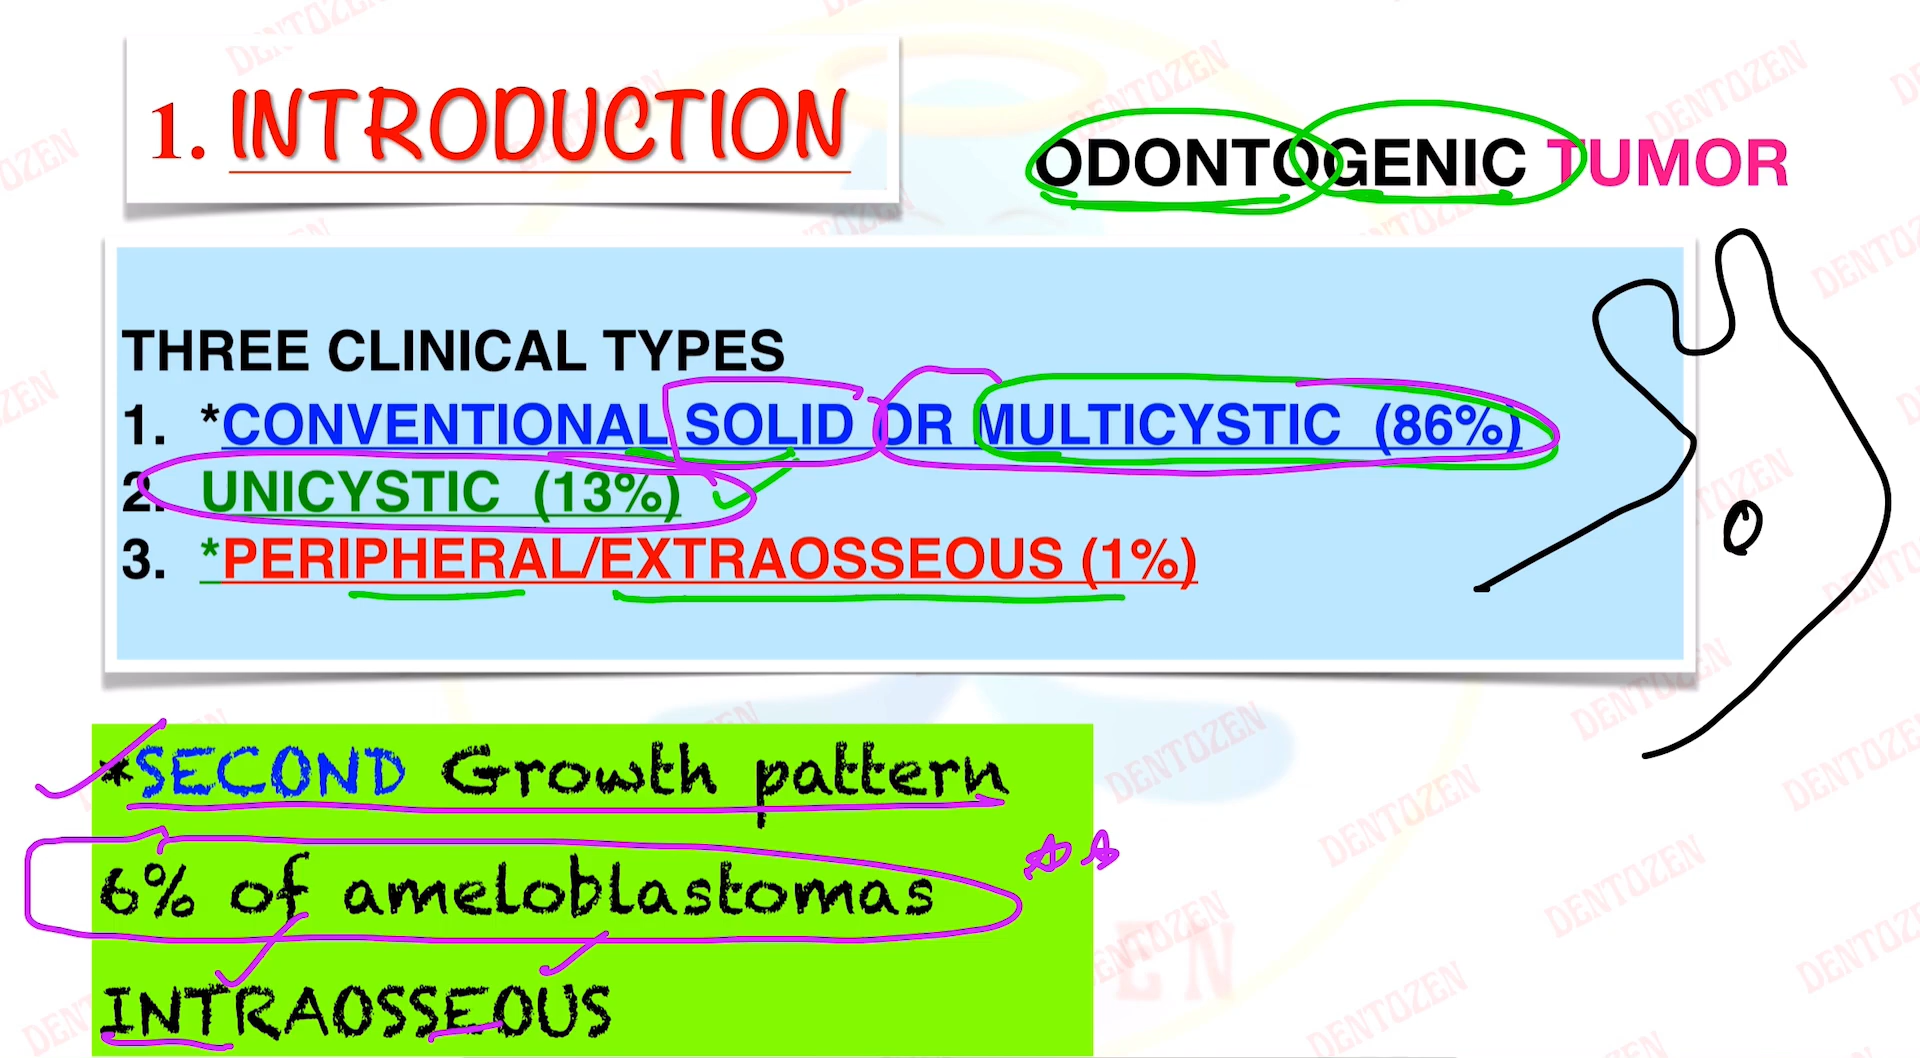 1. INTRODUCTION
ODONTOGENIC TUMOR
THREE CLINICAL TYPES
1. *CONVENTIONAL SOLID OR MULTICYSTIC (86%)
2. UNICYSTIC (13%)
3. *PERIPHERAL/EXTRAOSSEOUS (1%)
*SECOND Growth pattern
6% of ameloblastomas
INTRAOSSEOUS
DENTOZEN